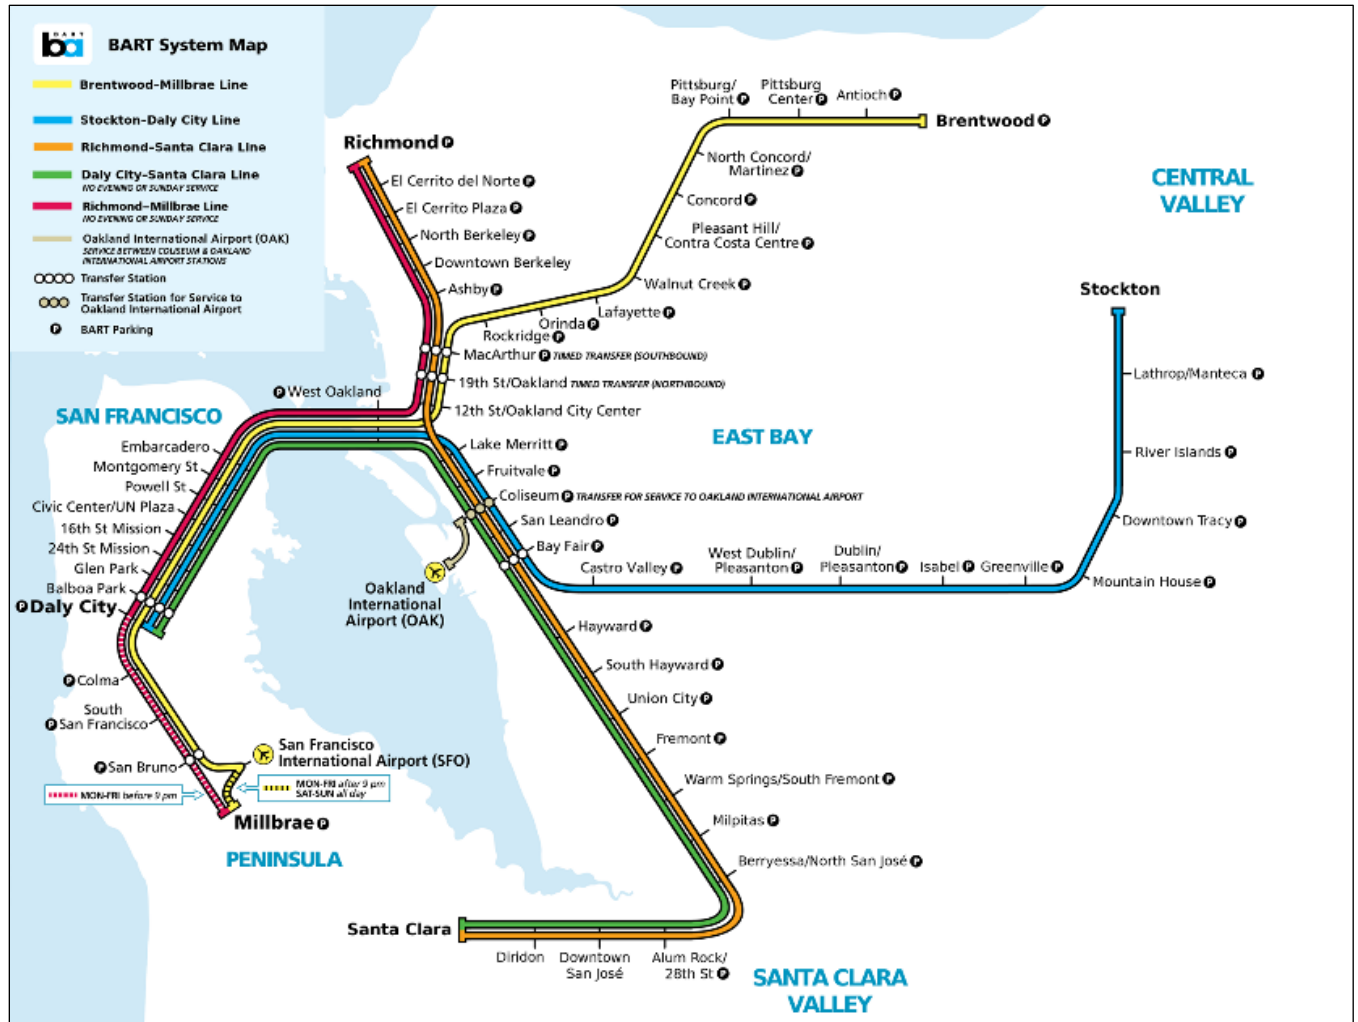 BART
ba
BART System Map
Brentwood–Millbrae Line
Stockton–Daly City Line
Richmond–Santa Clara Line
Daly City–Santa Clara Line
NO EVENING OR SUNDAY SERVICE
Richmond–Millbrae Line
NO EVENING OR SUNDAY SERVICE
Oakland International Airport (OAK)
SERVICE BETWEEN COLISEUM & OAKLAND
INTERNATIONAL AIRPORT STATIONS
Transfer Station
Transfer Station for Service to
Oakland International Airport
P BART Parking
Pittsburg/
Bay Point P
Pittsburg
Center P
Antioch P
Brentwood P
North Concord/
Martinez P
Concord P
Pleasant Hill/
Contra Costa Centre P
Walnut Creek P
Lafayette P
Orinda P
Rockridge P
Richmond P
El Cerrito del Norte P
El Cerrito Plaza P
North Berkeley P
Downtown Berkeley
Ashby P
MacArthur P TIMED TRANSFER (SOUTHBOUND)
19th St/Oakland TIMED TRANSFER (NORTHBOUND)
12th St/Oakland City Center
CENTRAL
VALLEY
Stockton
Lathrop/Manteca P
River Islands P
Downtown Tracy P
Mountain House P
Greenville P
Isabel P
Dublin/
Pleasanton P
West Dublin/
Pleasanton P
Castro Valley P
EAST BAY
P West Oakland
SAN FRANCISCO
Embarcadero
Montgomery St
Powell St
Civic Center/UN Plaza
16th St Mission
24th St Mission
Glen Park
Balboa Park
P Daly City
P Colma
South
P San Francisco
P San Bruno
San Francisco
International Airport (SFO)
MON-FRI before 9 pm
MON-FRI after 9 pm
SAT-SUN all day
Millbrae P
PENINSULA
Lake Merritt P
Fruitvale P
Coliseum P TRANSFER FOR SERVICE TO OAKLAND INTERNATIONAL AIRPORT
San Leandro P
Bay Fair P
Oakland
International
Airport (OAK)
Hayward P
South Hayward P
Union City P
Fremont P
Warm Springs/South Fremont P
Milpitas P
Berryessa/North San José P
Santa Clara
Diridon
Downtown
San José
Alum Rock/
28th St P
SANTA CLARA
VALLEY